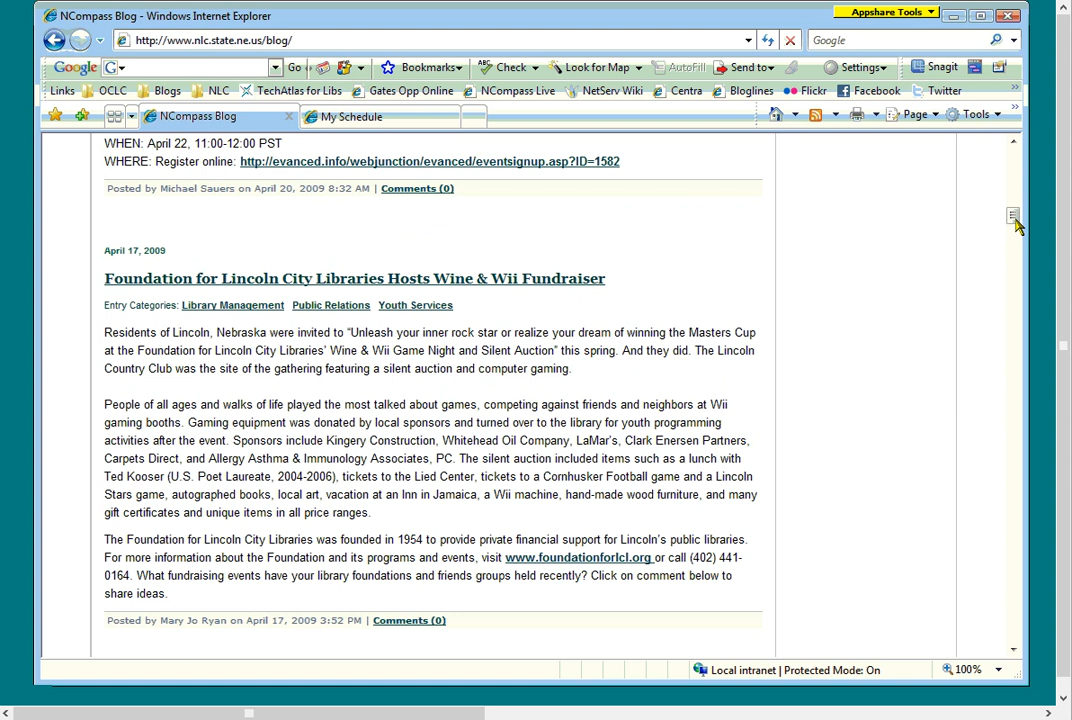 NCompass Blog - Windows Internet Explorer
Appshare Tools
http://www.nlc.state.ne.us/blog/
Google
Google G Go Bookmarks Check Look for Map AutoFill Send to Settings Snagit
Links OCLC Blogs NLC TechAtlas for Libs Gates Opp Online NCompass Live NetServ Wiki Centra Bloglines Flickr Facebook Twitter
NCompass Blog My Schedule Page Tools
WHEN: April 22, 11:00-12:00 PST
WHERE: Register online: http://evanced.info/webjunction/evanced/eventsignup.asp?ID=1582
Posted by Michael Sauers on April 20, 2009 8:32 AM | Comments (0)
April 17, 2009
Foundation for Lincoln City Libraries Hosts Wine & Wii Fundraiser
Entry Categories: Library Management Public Relations Youth Services
Residents of Lincoln, Nebraska were invited to “Unleash your inner rock star or realize your dream of winning the Masters Cup
at the Foundation for Lincoln City Libraries’ Wine & Wii Game Night and Silent Auction” this spring. And they did. The Lincoln
Country Club was the site of the gathering featuring a silent auction and computer gaming.
People of all ages and walks of life played the most talked about games, competing against friends and neighbors at Wii
gaming booths. Gaming equipment was donated by local sponsors and turned over to the library for youth programming
activities after the event. Sponsors include Kingery Construction, Whitehead Oil Company, LaMar’s, Clark Enersen Partners,
Carpets Direct, and Allergy Asthma & Immunology Associates, PC. The silent auction included items such as a lunch with
Ted Kooser (U.S. Poet Laureate, 2004-2006), tickets to the Lied Center, tickets to a Cornhusker Football game and a Lincoln
Stars game, autographed books, local art, vacation at an Inn in Jamaica, a Wii machine, hand-made wood furniture, and many
gift certificates and unique items in all price ranges.
The Foundation for Lincoln City Libraries was founded in 1954 to provide private financial support for Lincoln’s public libraries.
For more information about the Foundation and its programs and events, visit www.foundationforlcl.org or call (402) 441-
0164. What fundraising events have your library foundations and friends groups held recently? Click on comment below to
share ideas.
Posted by Mary Jo Ryan on April 17, 2009 3:52 PM | Comments (0)
Local intranet | Protected Mode: On 100%